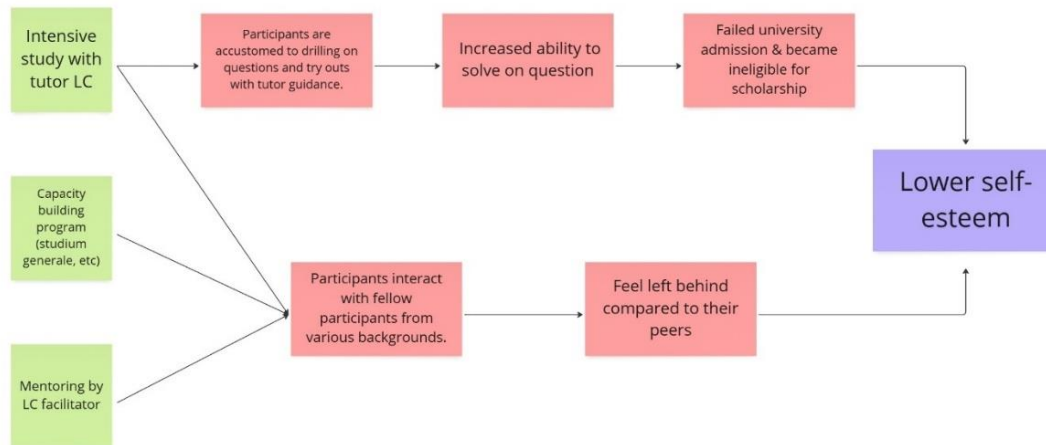 Intensive
study with
tutor LC
Participants are
accustomed to drilling on
questions and try outs
with tutor guidance.
Increased ability to
solve on question
Failed university
admission & became
ineligible for
scholarship
Lower self-
esteem
Capacity
building
program
(studium
generale, etc)
Participants interact
with fellow
participants from
various backgrounds.
Feel left behind
compared to their
peers
Mentoring by
LC facilitator